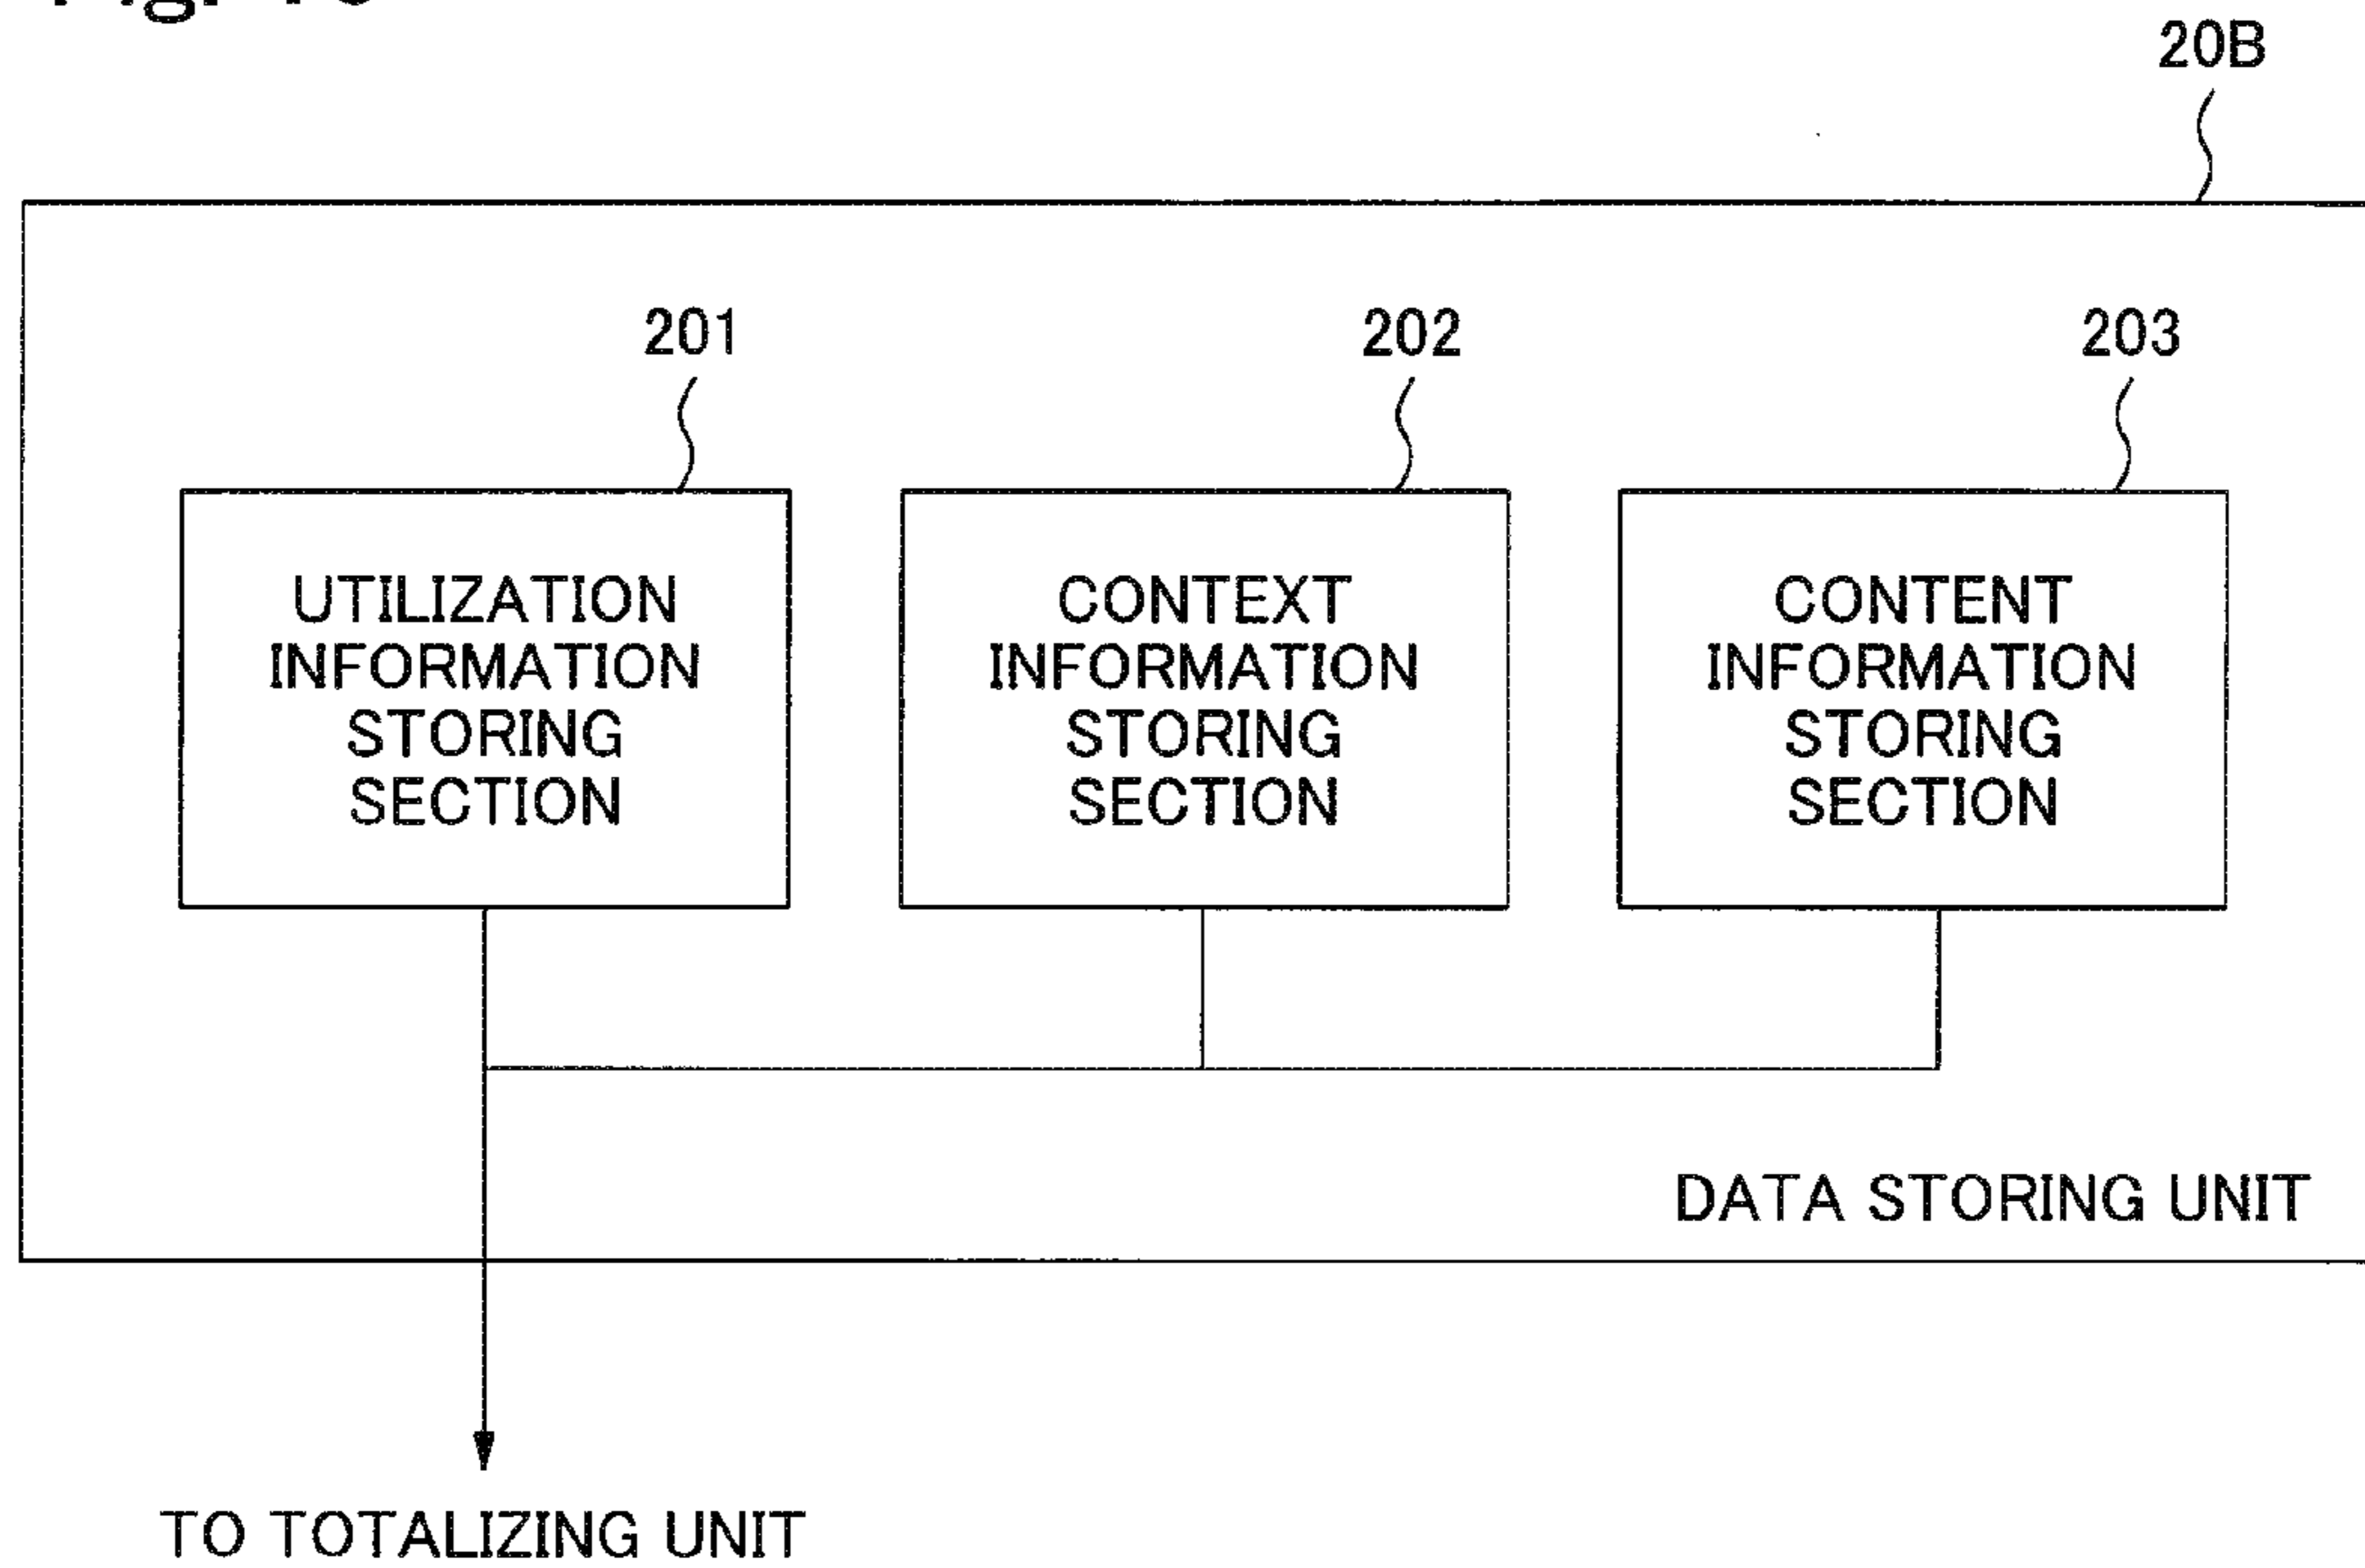 20B
201
202
203
UTILIZATION
INFORMATION
STORING
SECTION
CONTEXT
INFORMATION
STORING
SECTION
CONTENT
INFORMATION
STORING
SECTION
DATA STORING UNIT
TO TOTALIZING UNIT